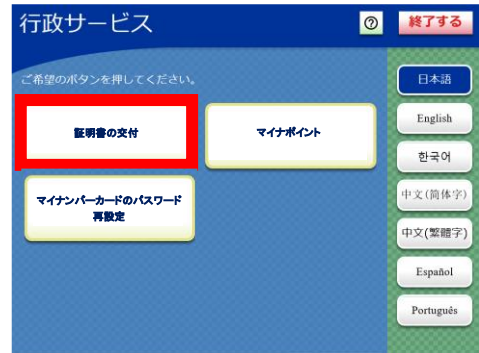 行政サービス
?
終了する
ご希望のボタンを押してください。
証明書の交付
マイナポイント
マイナンバーカードのパスワード
再設定
日本語
English
한국어
中文(简体字)
中文(繁體字)
Español
Português